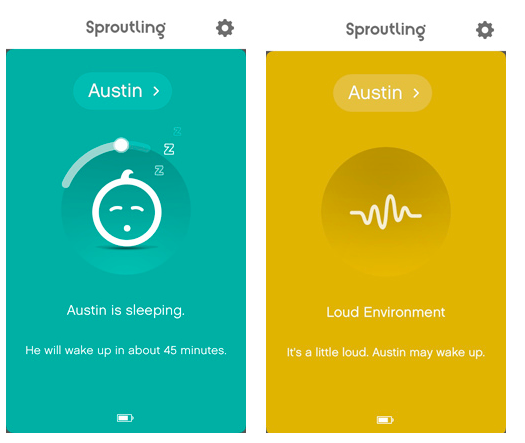 Sproutling
Austin >
z
z
z
Austin is sleeping.
He will wake up in about 45 minutes.
Sproutling
Austin >
Loud Environment
It's a little loud. Austin may wake up.